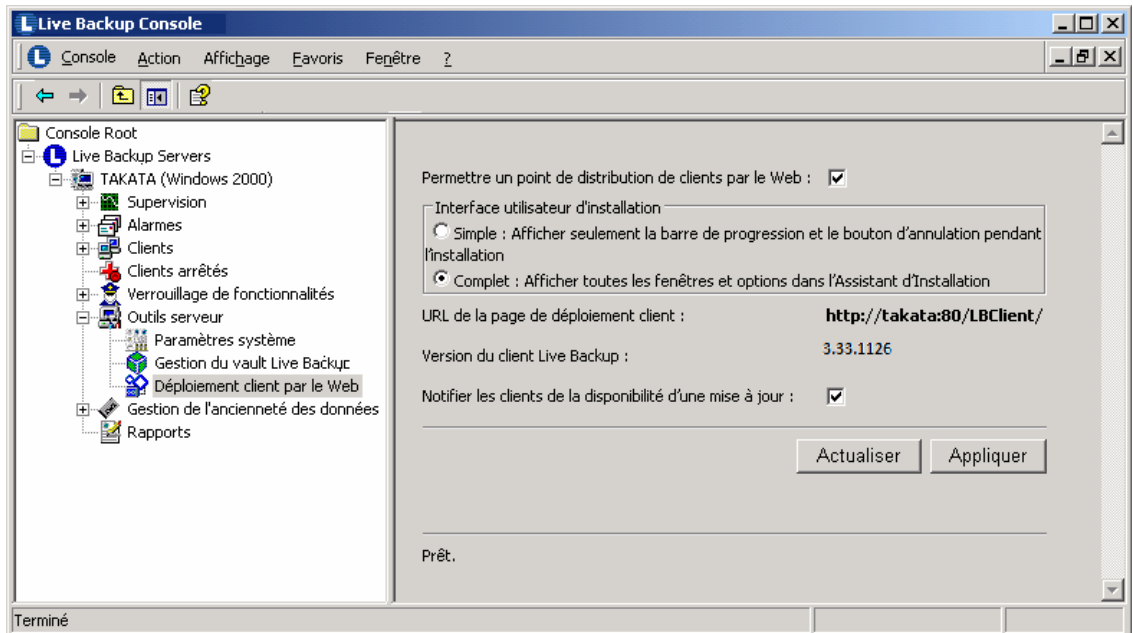 Live Backup Console
Console Action Affichage Favoris Fenêtre ?
Console Root
Live Backup Servers
TAKATA (Windows 2000)
Supervision
Alarmes
Clients
Clients arrêtés
Verrouillage de fonctionnalités
Outils serveur
Paramètres système
Gestion du vault Live Backup
Déploiement client par le Web
Gestion de l'ancienneté des données
Rapports
Permettre un point de distribution de clients par le Web :
Interface utilisateur d'installation
Simple : Afficher seulement la barre de progression et le bouton d'annulation pendant
l'installation
Complet : Afficher toutes les fenêtres et options dans l'Assistant d'Installation
URL de la page de déploiement client : http://takata:80/LBClient/
Version du client Live Backup : 3.33.1126
Notifier les clients de la disponibilité d'une mise à jour :
Actualiser Appliquer
Prêt.
Terminé